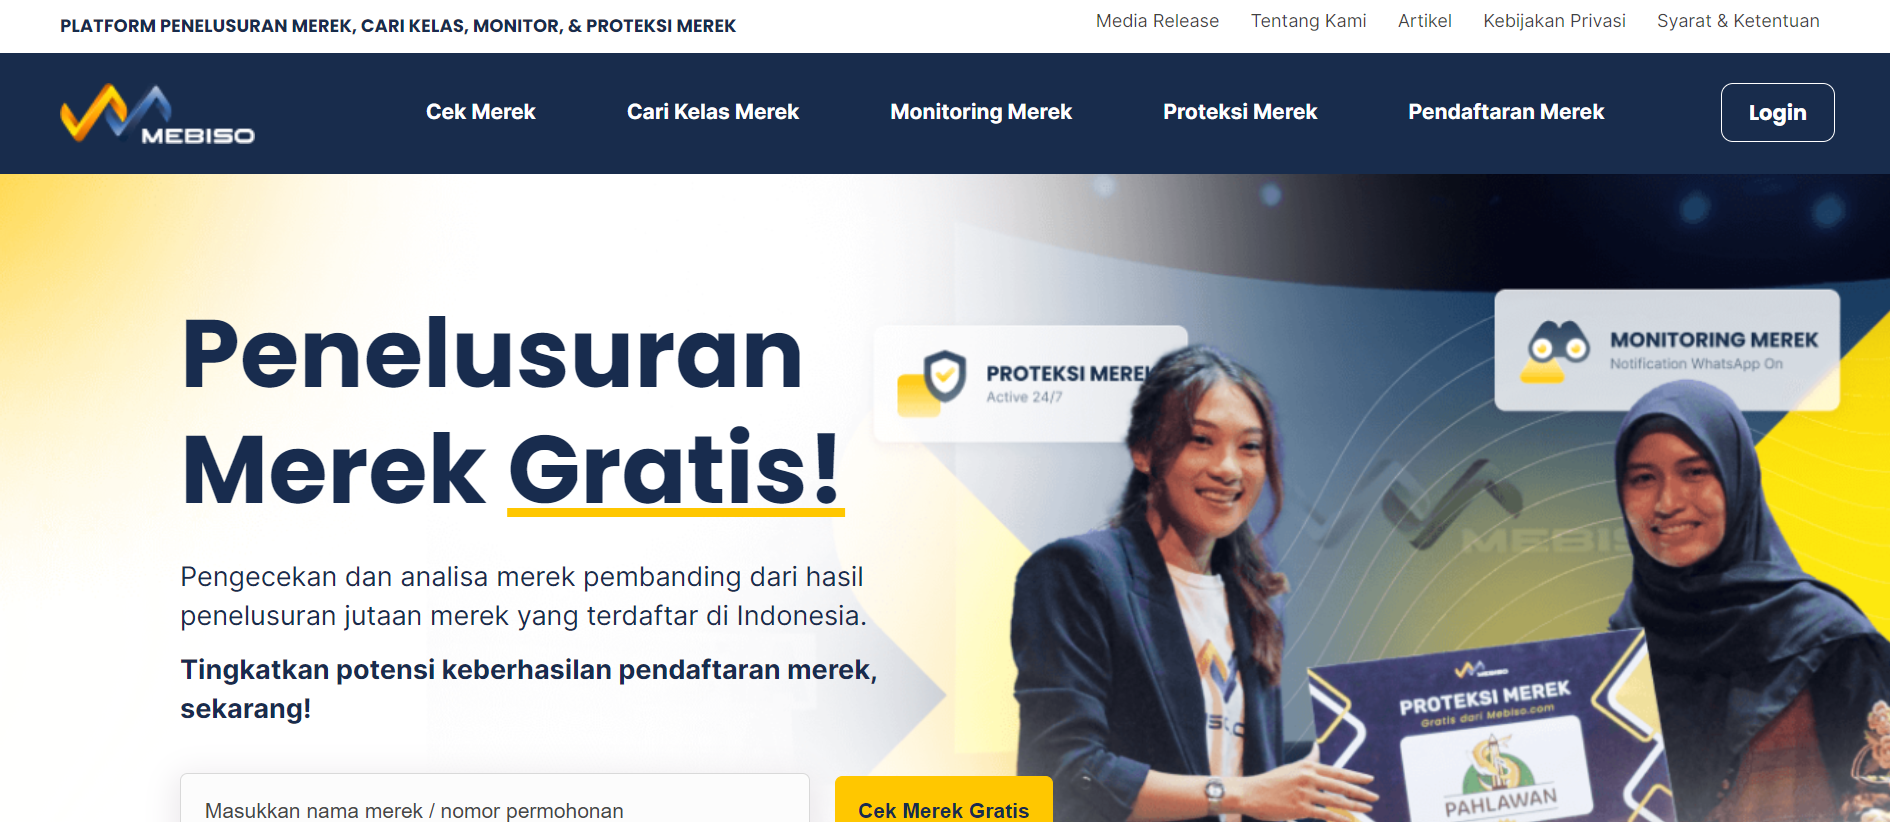 PLATFORM PENELUSURAN MEREK, CARI KELAS, MONITOR, & PROTEKSI MEREK
Media Release Tentang Kami Artikel Kebijakan Privasi Syarat & Ketentuan
MEBISO
Cek Merek Cari Kelas Merek Monitoring Merek Proteksi Merek Pendaftaran Merek Login
Penelusuran
Merek Gratis!
Pengecekan dan analisa merek pembanding dari hasil
penelusuran jutaan merek yang terdaftar di Indonesia.
Tingkatkan potensi keberhasilan pendaftaran merek,
sekarang!
Masukkan nama merek / nomor permohonan
Cek Merek Gratis
PROTEKSI MEREK
Active 24/7
MONITORING MEREK
Notification WhatsApp On
MEBIS
MEBISO
PROTEKSI MEREK
Gratis dari Mebiso.com
PAHLAWAN